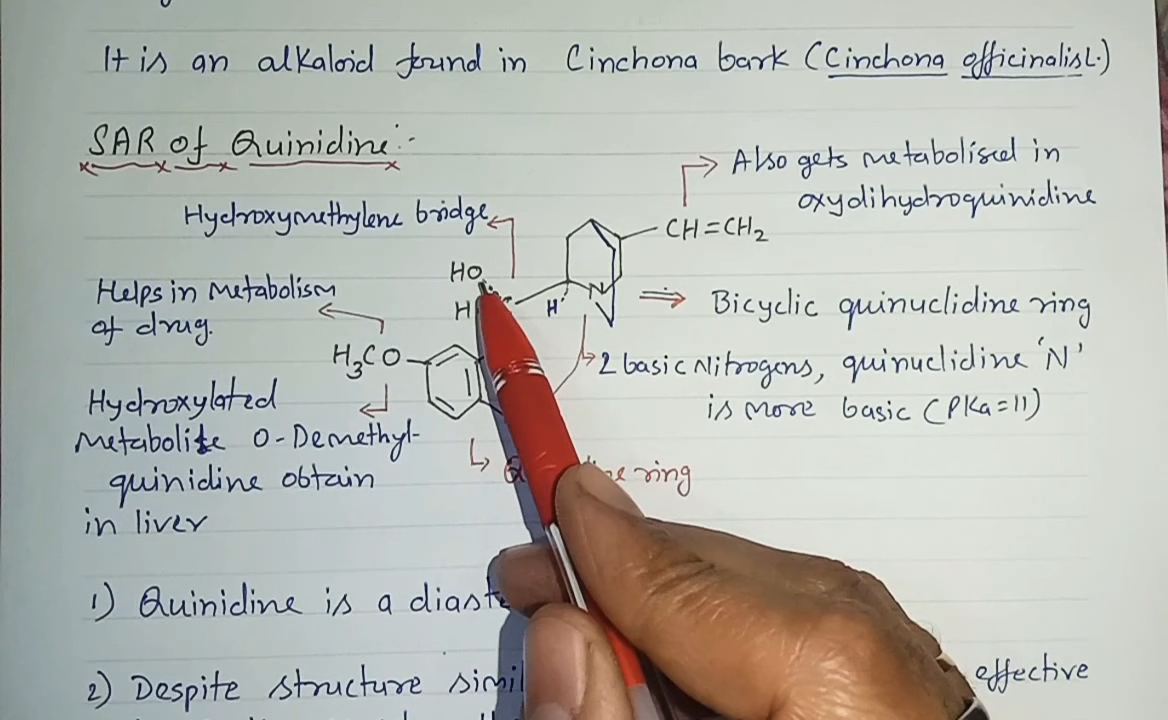 It is an alkaloid found in Cinchona bark (Cinchona officinalis L.)
SAR of Quinidine :-
Also gets metabolised in
oxydihydroquinidine
Hydroxymethylene bridge
CH=CH2
HO
H
H
Helps in Metabolism
of drug.
Bicyclic quinuclidine ring
N
H3CO
2 basic Nitrogens, quinuclidine 'N'
is more basic (PKa=11)
Hydroxylated
Metabolite O-Demethyl-
quinidine obtain
in liver
ring
1) Quinidine is a
2) Despite structure
effective